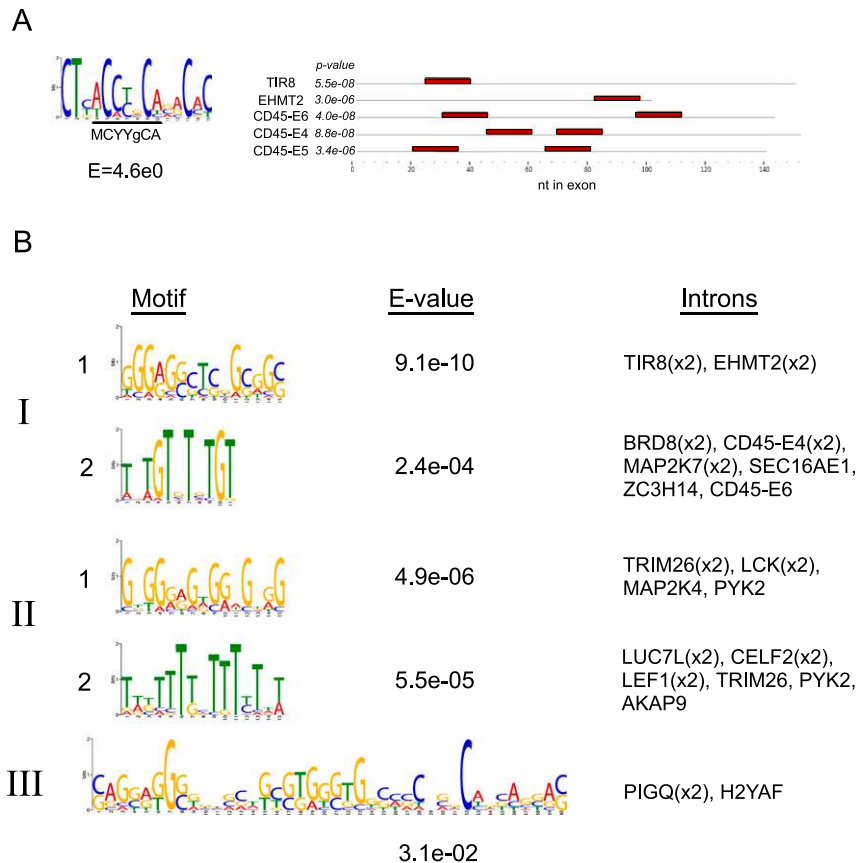 A
p-value
TIR8 5.5e-08
EHMT2 3.0e-06
CD45-E6 4.0e-08
CD45-E4 8.8e-08
CD45-E5 3.4e-06
MCYYgCA
E=4.6e0
0 20 40 60 80 100 120 140
nt in exon
B
Motif E-value Introns
I
1 9.1e-10 TIR8(x2), EHMT2(x2)
2 2.4e-04 BRD8(x2), CD45-E4(x2),
MAP2K7(x2), SEC16AE1,
ZC3H14, CD45-E6
II
1 4.9e-06 TRIM26(x2), LCK(x2),
MAP2K4, PYK2
2 5.5e-05 LUC7L(x2), CELF2(x2),
LEF1(x2), TRIM26, PYK2,
AKAP9
III PIGQ(x2), H2YAF
3.1e-02